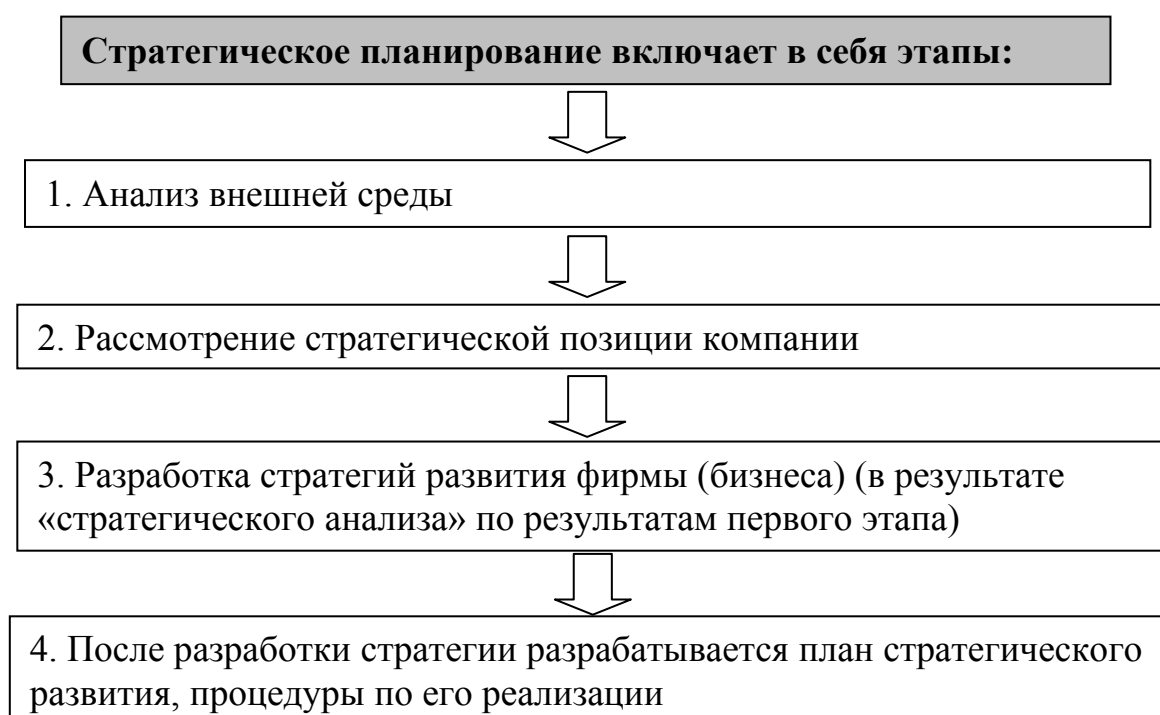 Стратегическое планирование включает в себя этапы:
1. Анализ внешней среды
2. Рассмотрение стратегической позиции компании
3. Разработка стратегий развития фирмы (бизнеса) (в результате
«стратегического анализа» по результатам первого этапа)
4. После разработки стратегии разрабатывается план стратегического
развития, процедуры по его реализации